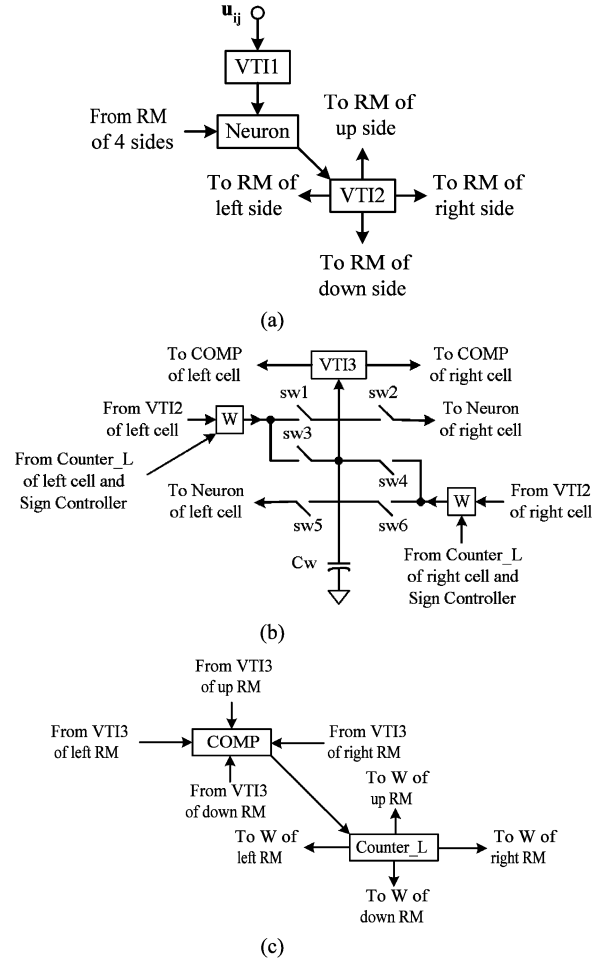 u_ij
VTI1
From RM
of 4 sides
Neuron
To RM of
up side
To RM of
left side
VTI2
To RM of
right side
To RM of
down side
(a)
To COMP
of left cell
VTI3
To COMP
of right cell
sw1
sw2
From VTI2
of left cell
W
To Neuron
of right cell
sw3
From Counter_L
of left cell and
Sign Controller
sw4
To Neuron
of left cell
W
From VTI2
of right cell
sw5
sw6
Cw
From Counter_L
of right cell and
Sign Controller
(b)
From VTI3
of up RM
From VTI3
of left RM
COMP
From VTI3
of right RM
From VTI3
of down RM
To W of
up RM
To W of
left RM
Counter_L
To W of
right RM
To W of
down RM
(c)